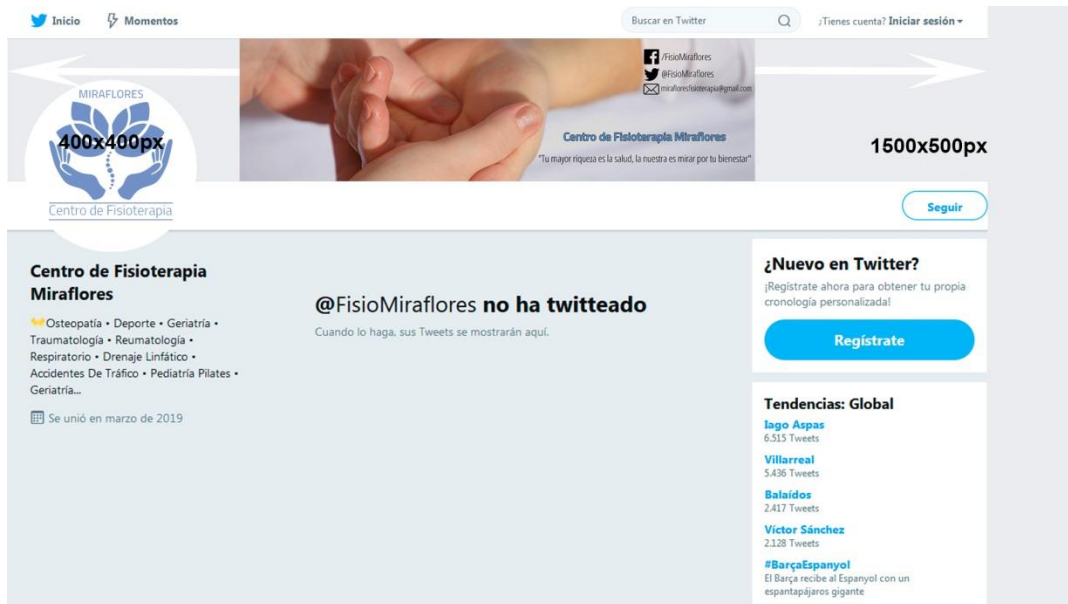 Inicio
Momentos
Buscar en Twitter
¿Tienes cuenta? Iniciar sesión
/FisioMiraflores
@FisioMiraflores
mirafloresfisioterapia@gmail.com
MIRAFLORES
400x400px
Centro de Fisioterapia
Centro de Fisioterapia Miraflores
"Tu mayor riqueza es la salud, la nuestra es mirar por tu bienestar"
1500x500px
Seguir
Centro de Fisioterapia
Miraflores
Osteopatía • Deporte • Geriatría •
Traumatología • Reumatología •
Respiratorio • Drenaje Linfático •
Accidentes De Tráfico • Pediatría Pilates •
Geriatría...
Se unió en marzo de 2019
@FisioMiraflores no ha twitteado
Cuando lo haga, sus Tweets se mostrarán aquí.
¿Nuevo en Twitter?
¡Regístrate ahora para obtener tu propia
cronología personalizada!
Regístrate
Tendencias: Global
Iago Aspas
6.515 Tweets
Villarreal
5.436 Tweets
Balaídos
2.417 Tweets
Víctor Sánchez
2.128 Tweets
#BarçaEspanyol
El Barça recibe al Espanyol con un
espantapájaros gigante